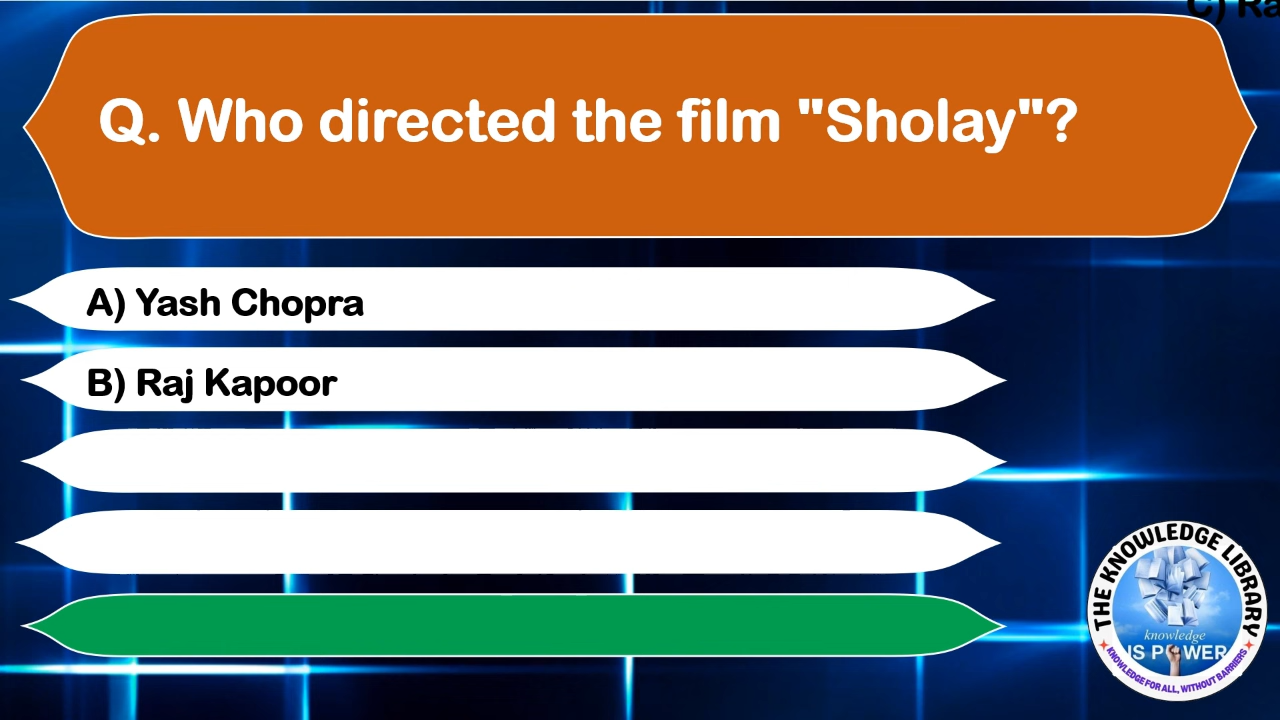 C) Ra
Q. Who directed the film "Sholay"?
A) Yash Chopra
B) Raj Kapoor
THE KNOWLEDGE LIBRARY
knowledge
IS POWER
KNOWLEDGE FOR ALL, WITHOUT BARRIERS